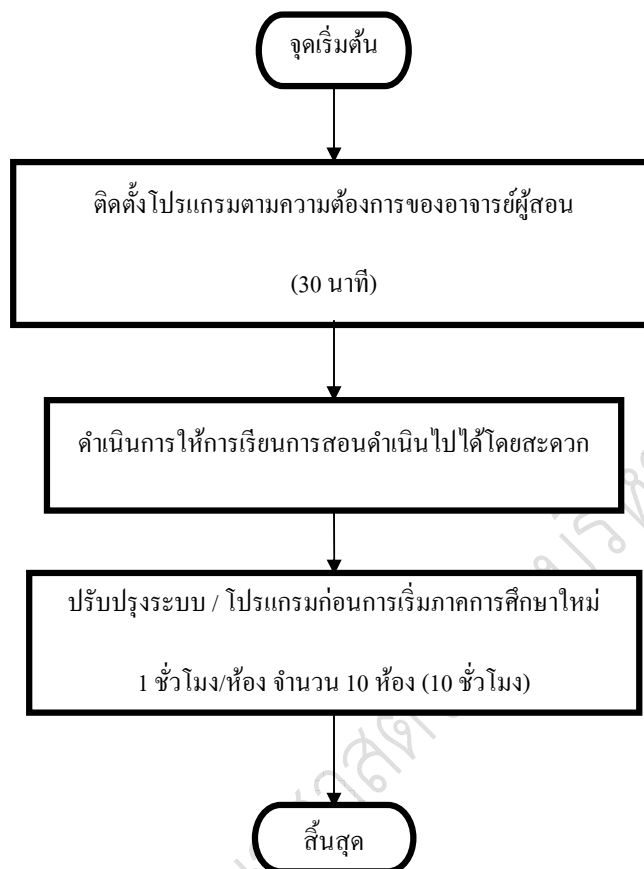 จุดเริ่มต้น
ติดตั้งโปรแกรมตามความต้องการของอาจารย์ผู้สอน
(30 นาที)
ดำเนินการให้การเรียนการสอนดำเนินไปได้โดยสะดวก
ปรับปรุงระบบ / โปรแกรมก่อนการเริ่มภาคการศึกษาใหม่
1 ชั่วโมง/ห้อง จำนวน 10 ห้อง (10 ชั่วโมง)
สิ้นสุด